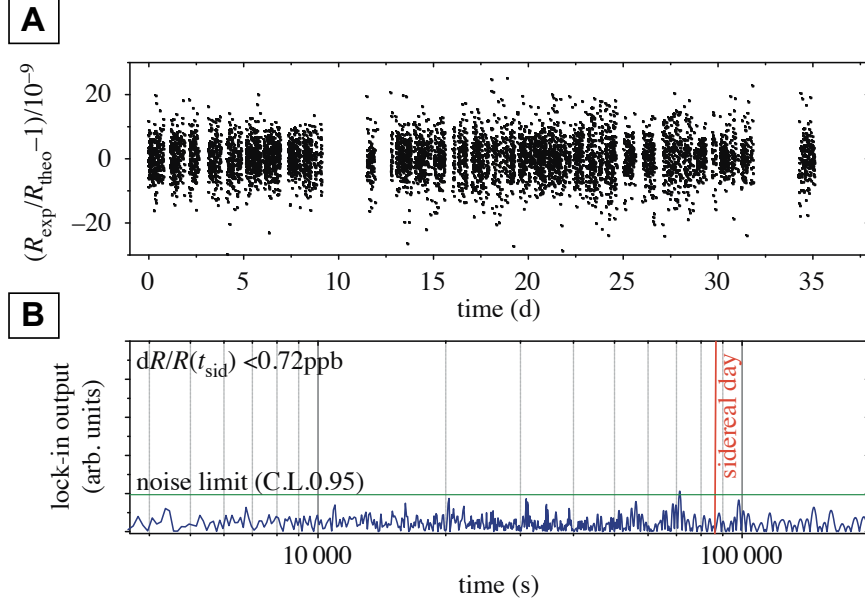 A
(R_exp/R_theo−1)/10^−9
20
0
−20
0 5 10 15 20 25 30 35
time (d)
B
dR/R(t_sid) <0.72ppb
sidereal day
lock-in output
(arb. units)
noise limit (C.L.0.95)
10 000 100 000
time (s)